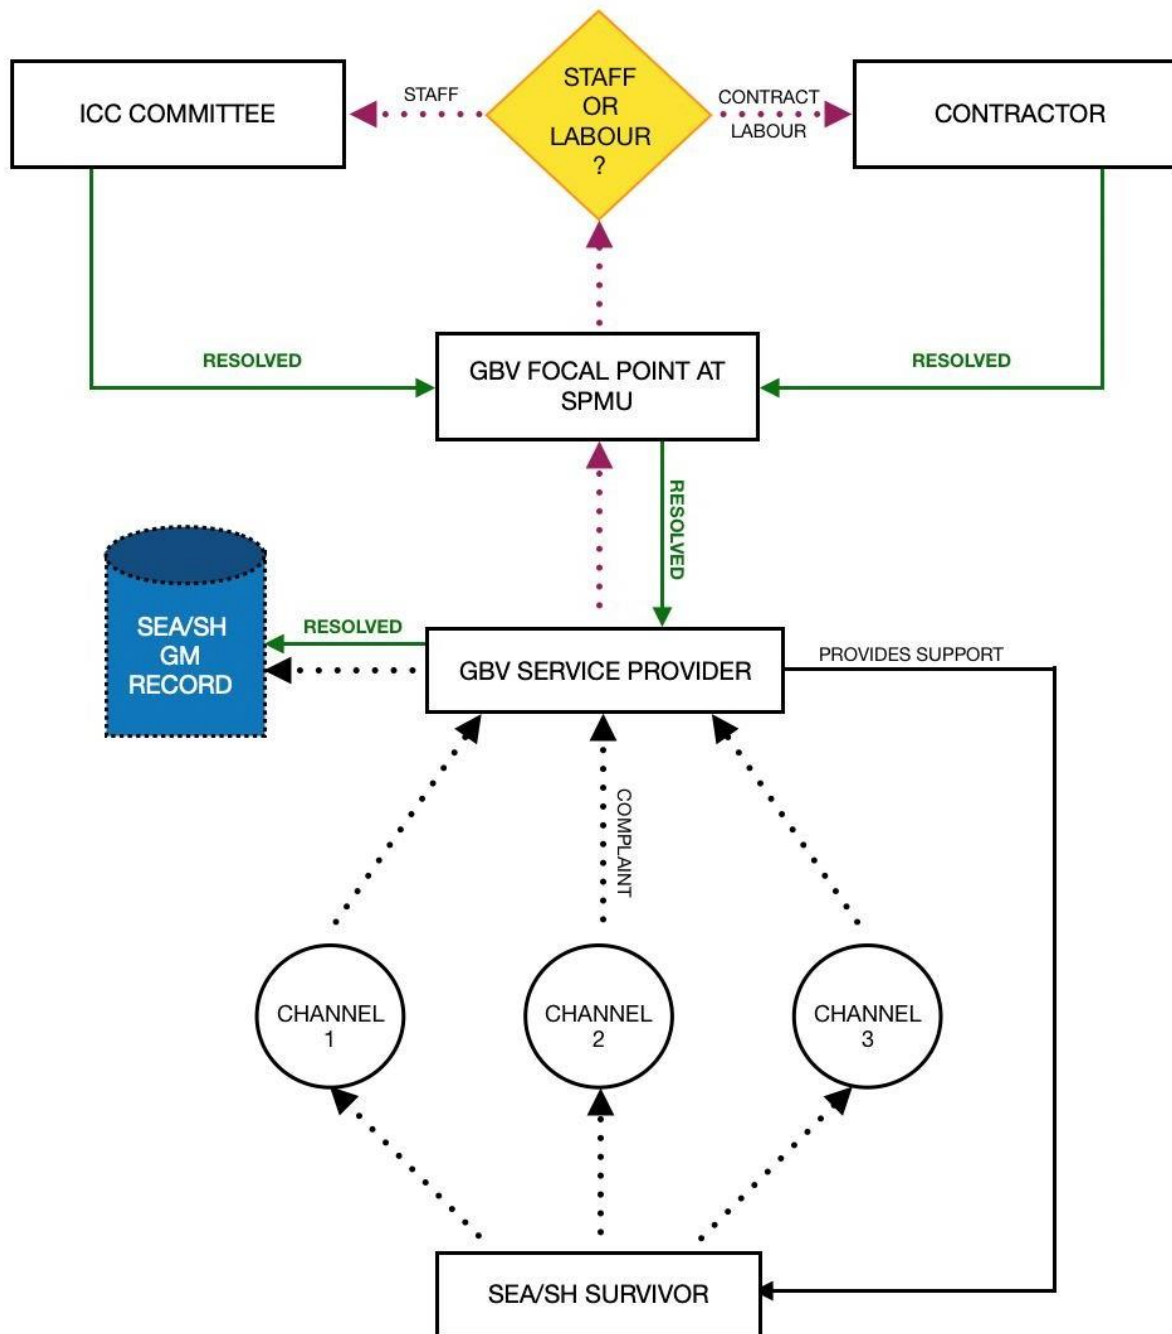 STAFF
OR
LABOUR
?
ICC COMMITTEE
STAFF
CONTRACT
LABOUR
CONTRACTOR
RESOLVED
GBV FOCAL POINT AT
SPMU
RESOLVED
RESOLVED
SEA/SH
GM
RECORD
RESOLVED
GBV SERVICE PROVIDER
PROVIDES SUPPORT
COMPLAINT
CHANNEL
1
CHANNEL
2
CHANNEL
3
SEA/SH SURVIVOR